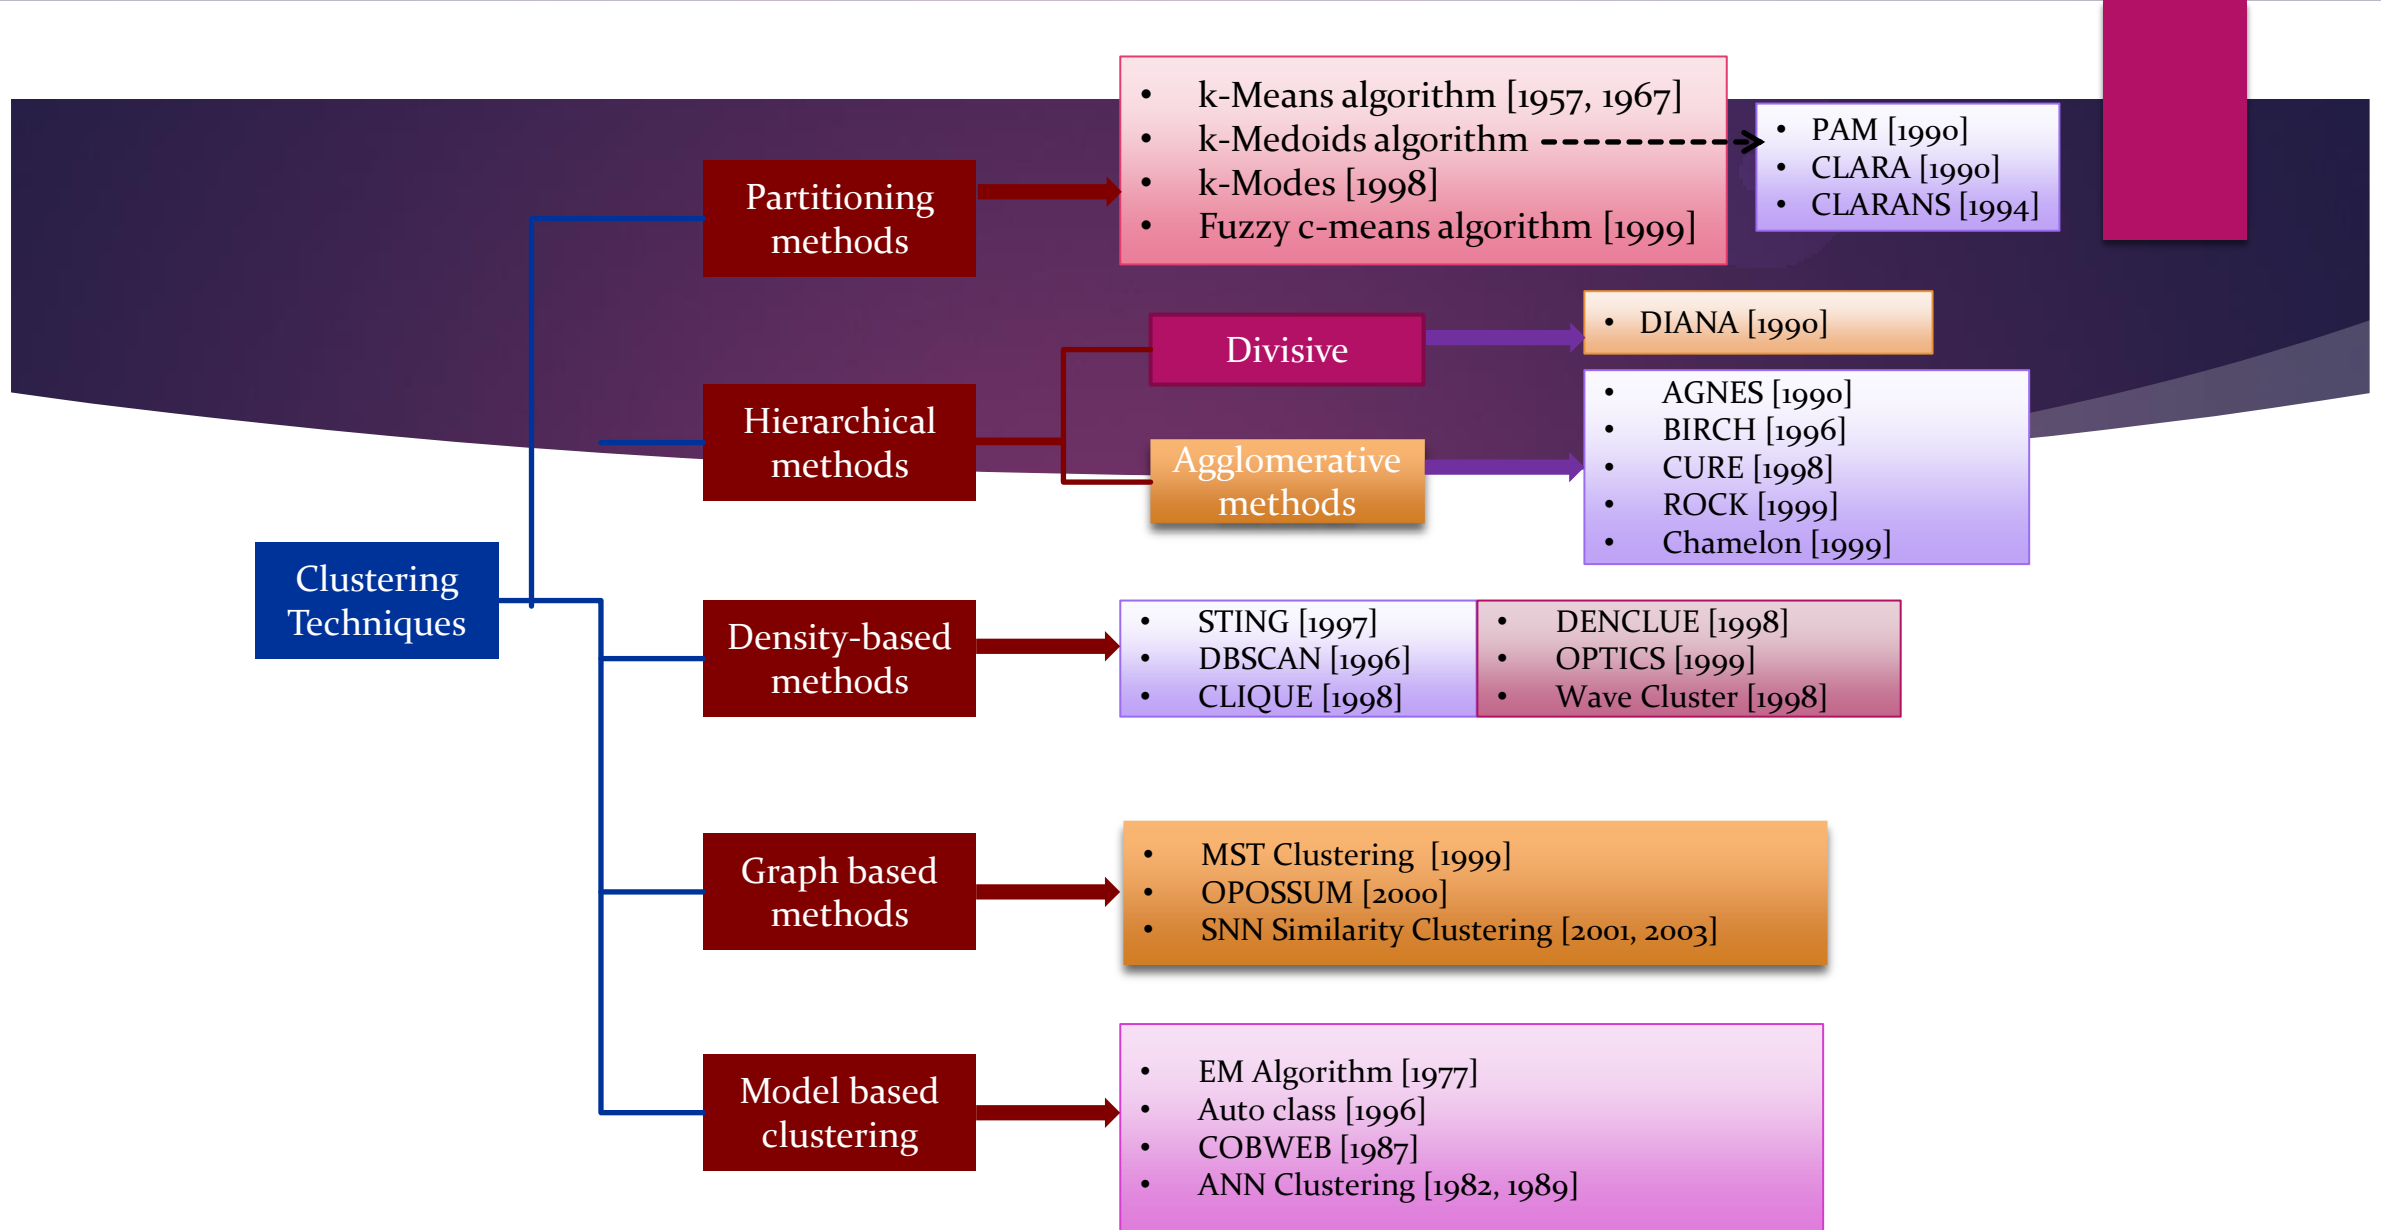 Clustering
Techniques
Partitioning
methods
• k-Means algorithm [1957, 1967]
• k-Medoids algorithm
• k-Modes [1998]
• Fuzzy c-means algorithm [1999]
• PAM [1990]
• CLARA [1990]
• CLARANS [1994]
Hierarchical
methods
Divisive
• DIANA [1990]
Agglomerative
methods
• AGNES [1990]
• BIRCH [1996]
• CURE [1998]
• ROCK [1999]
• Chamelon [1999]
Density-based
methods
• STING [1997]
• DBSCAN [1996]
• CLIQUE [1998]
• DENCLUE [1998]
• OPTICS [1999]
• Wave Cluster [1998]
Graph based
methods
• MST Clustering [1999]
• OPOSSUM [2000]
• SNN Similarity Clustering [2001, 2003]
Model based
clustering
• EM Algorithm [1977]
• Auto class [1996]
• COBWEB [1987]
• ANN Clustering [1982, 1989]